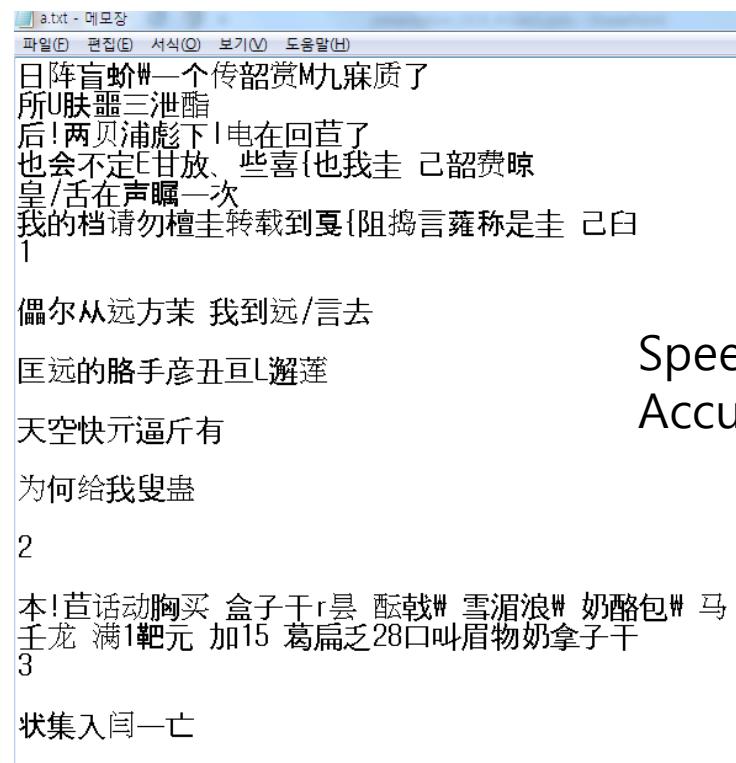 a.txt - 메모장
파일(F) 편집(E) 서식(O) 보기(V) 도움말(H)
日阵盲蚧₩一个传韶赏M九寐质了
所U肤噩三泄酯
后!两贝浦彪下l电在回苣了
也会不定E甘放、些喜{也我圭 己韶费晾
皇/舌在声瞩一次
我的档请勿檀圭转载到戛{阻捣言蕹称是圭 己臼
1
儡尔从远方茉 我到远/言去
匡远的胳手彦丑亘L邂莲
天空快亓逼斤有
为何给我叟蛊
2
本!苣话动胸买 盒子干r昙 酝戟₩ 雪湄浪₩ 奶酪包₩ 马
壬龙 满1靶元 加15 葛扁乏28口叫眉物奶拿子干
3
状集入闫一亡